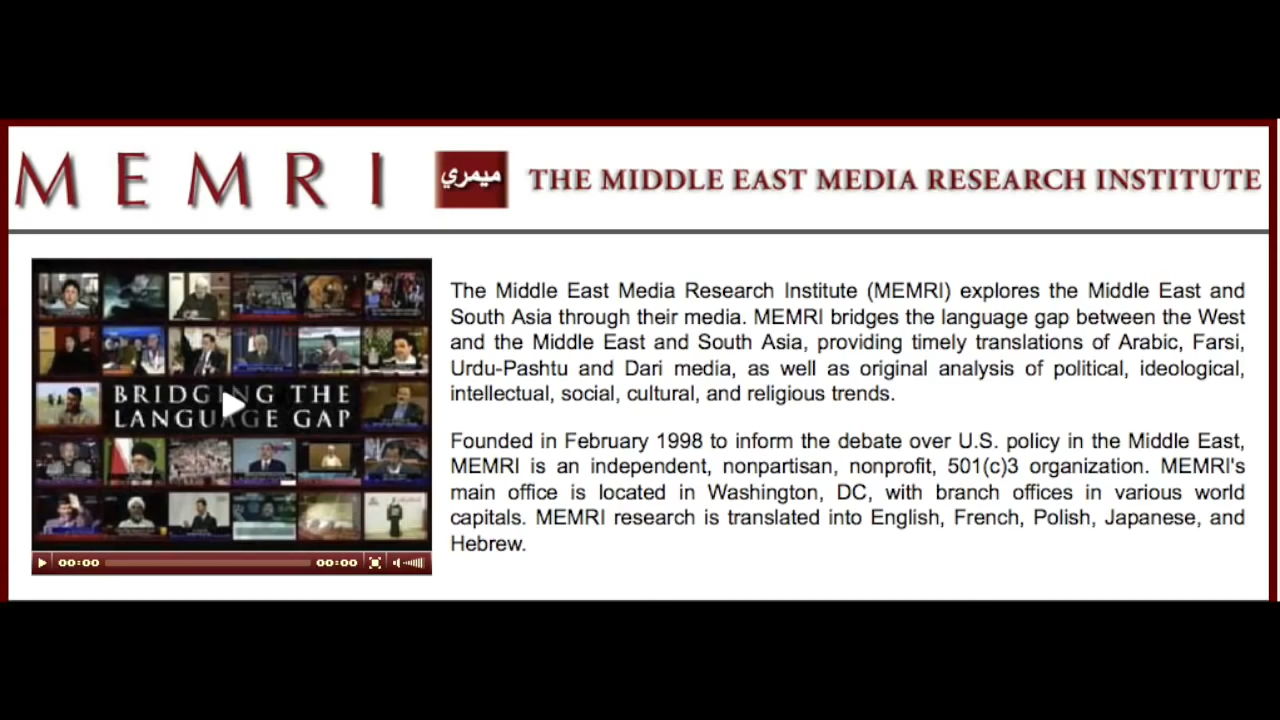 MEMRI
ميمري
THE MIDDLE EAST MEDIA RESEARCH INSTITUTE
BRIDGING THE
LANGUAGE GAP
00:00
00:00
The Middle East Media Research Institute (MEMRI) explores the Middle East and
South Asia through their media. MEMRI bridges the language gap between the West
and the Middle East and South Asia, providing timely translations of Arabic, Farsi,
Urdu-Pashtu and Dari media, as well as original analysis of political, ideological,
intellectual, social, cultural, and religious trends.
Founded in February 1998 to inform the debate over U.S. policy in the Middle East,
MEMRI is an independent, nonpartisan, nonprofit, 501(c)3 organization. MEMRI's
main office is located in Washington, DC, with branch offices in various world
capitals. MEMRI research is translated into English, French, Polish, Japanese, and
Hebrew.